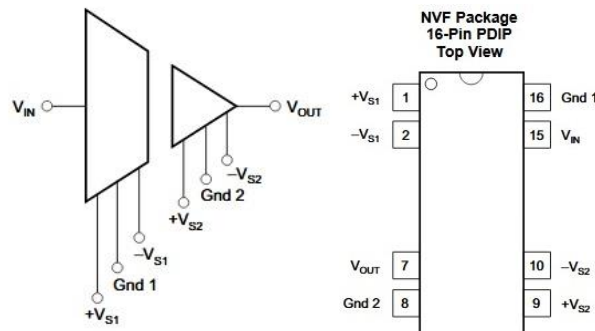 NVF Package
16-Pin PDIP
Top View
V_IN
V_OUT
–V_S2
Gnd 2
+V_S2
–V_S1
Gnd 1
+V_S1
+V_S1 1 16 Gnd 1
–V_S1 2 15 V_IN
V_OUT 7 10 –V_S2
Gnd 2 8 9 +V_S2